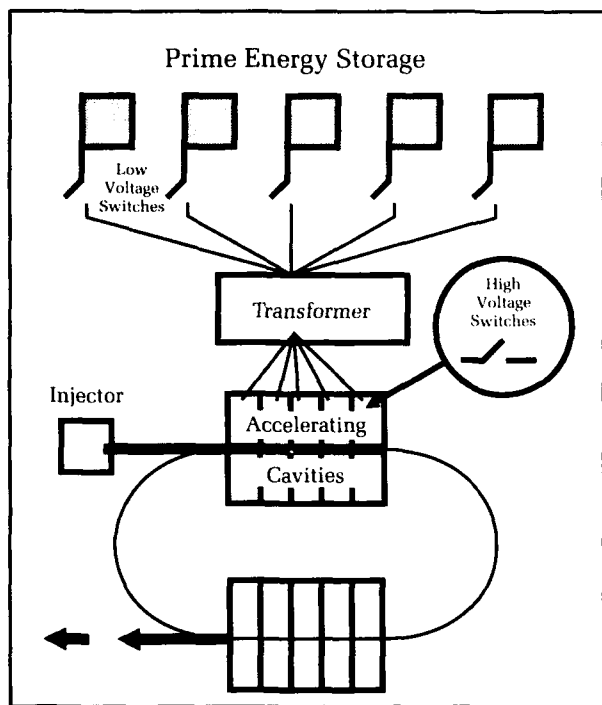 Prime Energy Storage
Low
Voltage
Switches
Transformer
High
Voltage
Switches
Injector
Accelerating
Cavities